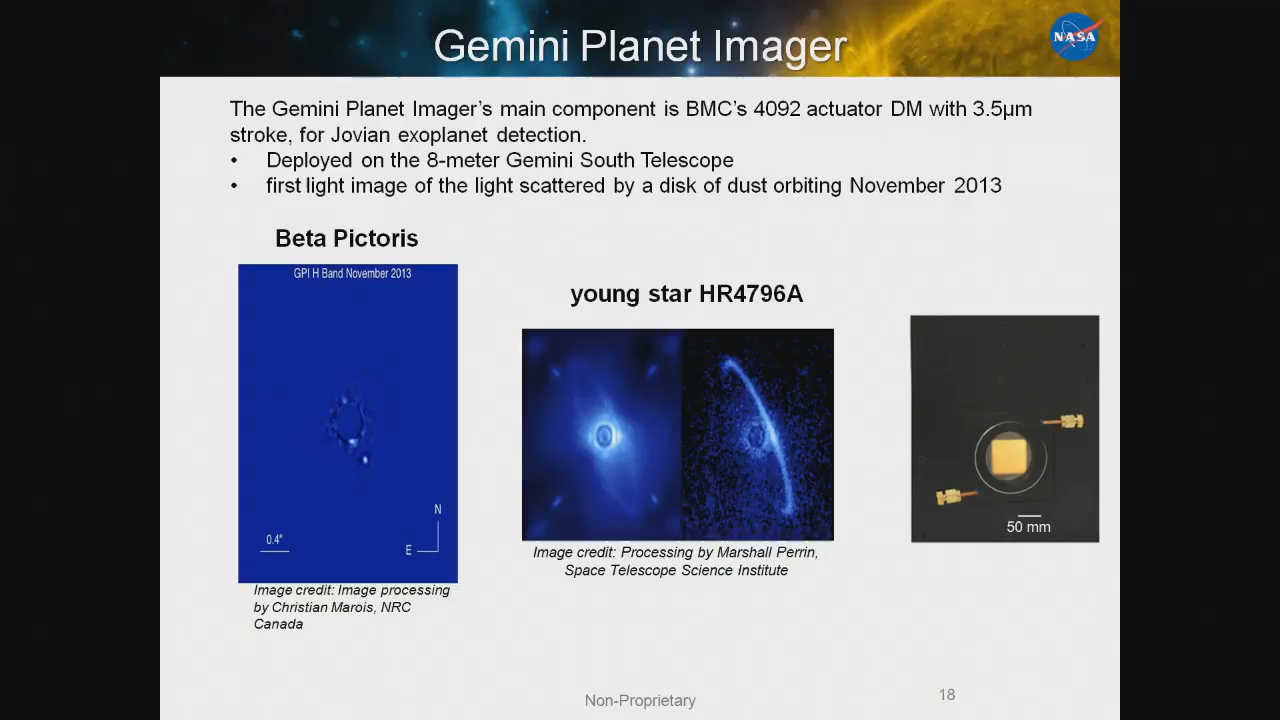 Gemini Planet Imager
NASA
The Gemini Planet Imager's main component is BMC's 4092 actuator DM with 3.5µm
stroke, for Jovian exoplanet detection.
• Deployed on the 8-meter Gemini South Telescope
• first light image of the light scattered by a disk of dust orbiting November 2013
Beta Pictoris
GPI H Band November 2013
N
E
0.4"
Image credit: Image processing
by Christian Marois, NRC
Canada
young star HR4796A
Image credit: Processing by Marshall Perrin,
Space Telescope Science Institute
50 mm
Non-Proprietary
18